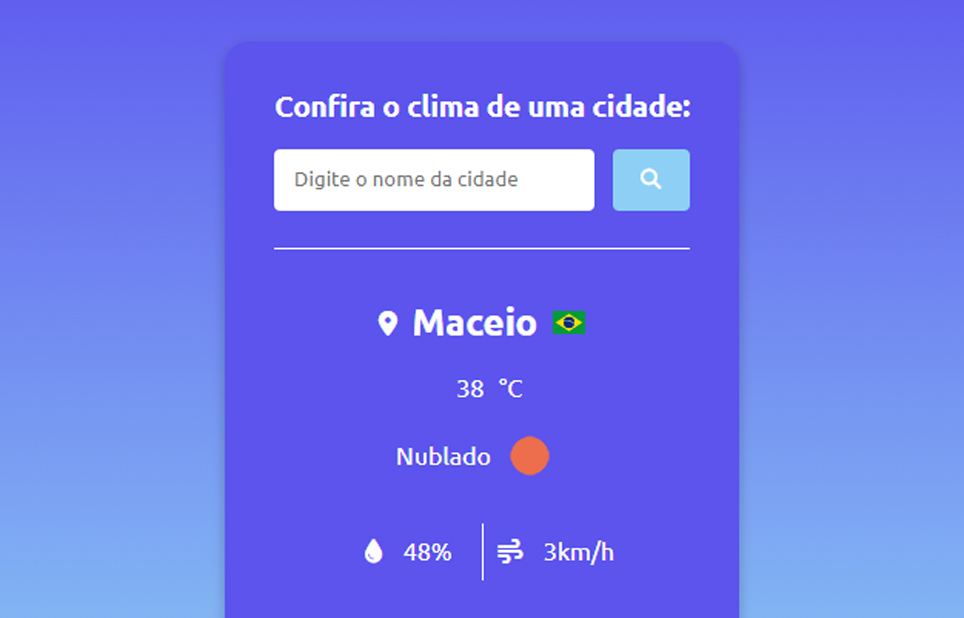 Confira o clima de uma cidade:
Digite o nome da cidade
Maceio
38 °C
Nublado
48% 3km/h